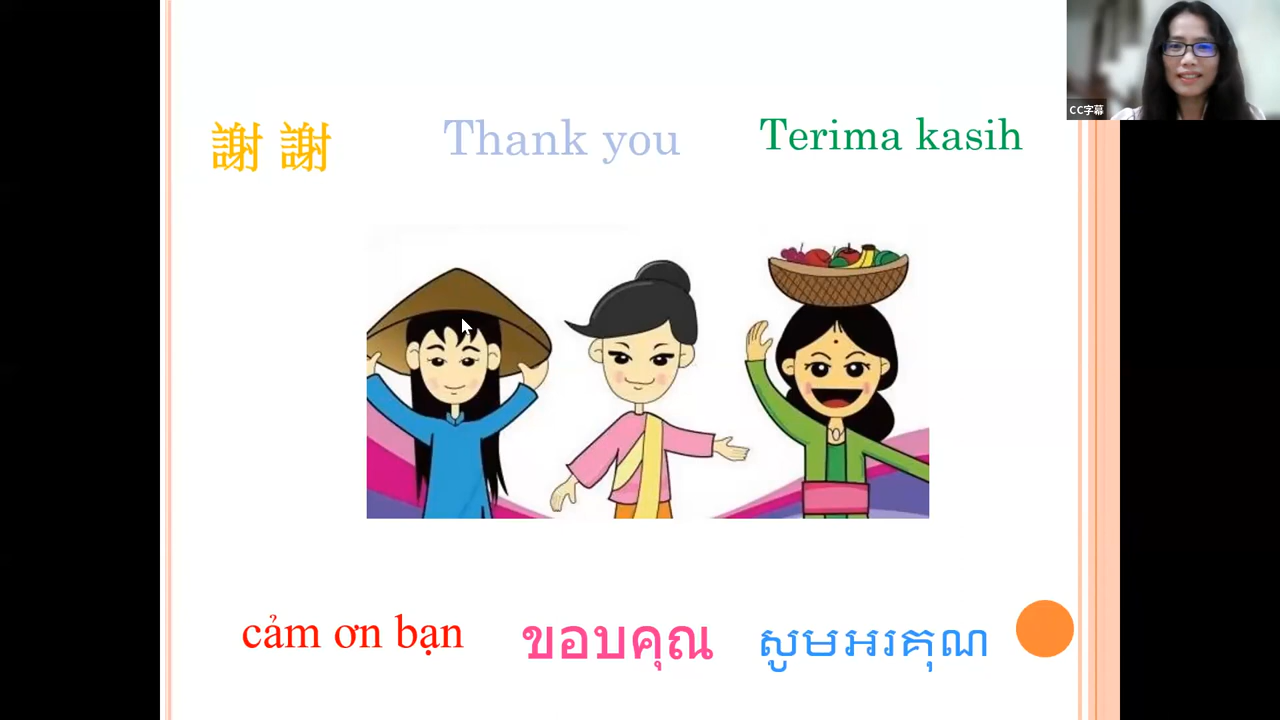 謝 謝
Thank you
Terima kasih
CC字幕
cảm ơn bạn
ขอบคุณ
សូមអរគុណ